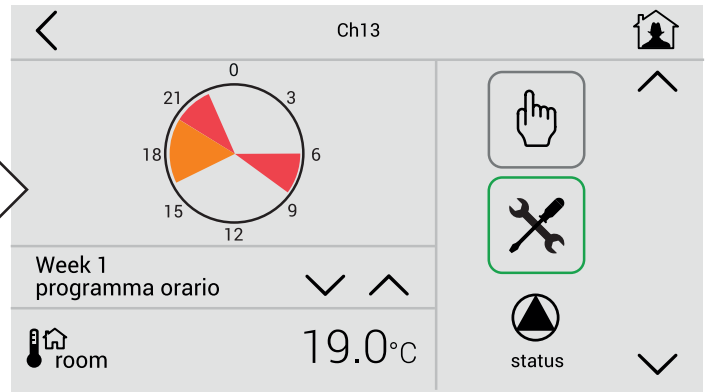 Ch13
0
21
3
18
6
15
9
12
Week 1
programma orario
room
19.0°C
status